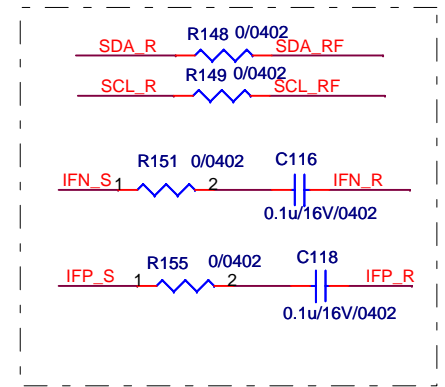 R148 0/0402
SDA_R SDA_RF
R149 0/0402
SCL_R SCL_RF
R151 0/0402 C116
IFN_S 1 2 IFN_R
0.1u/16V/0402
R155 0/0402 C118
IFP_S 1 2 IFP_R
0.1u/16V/0402